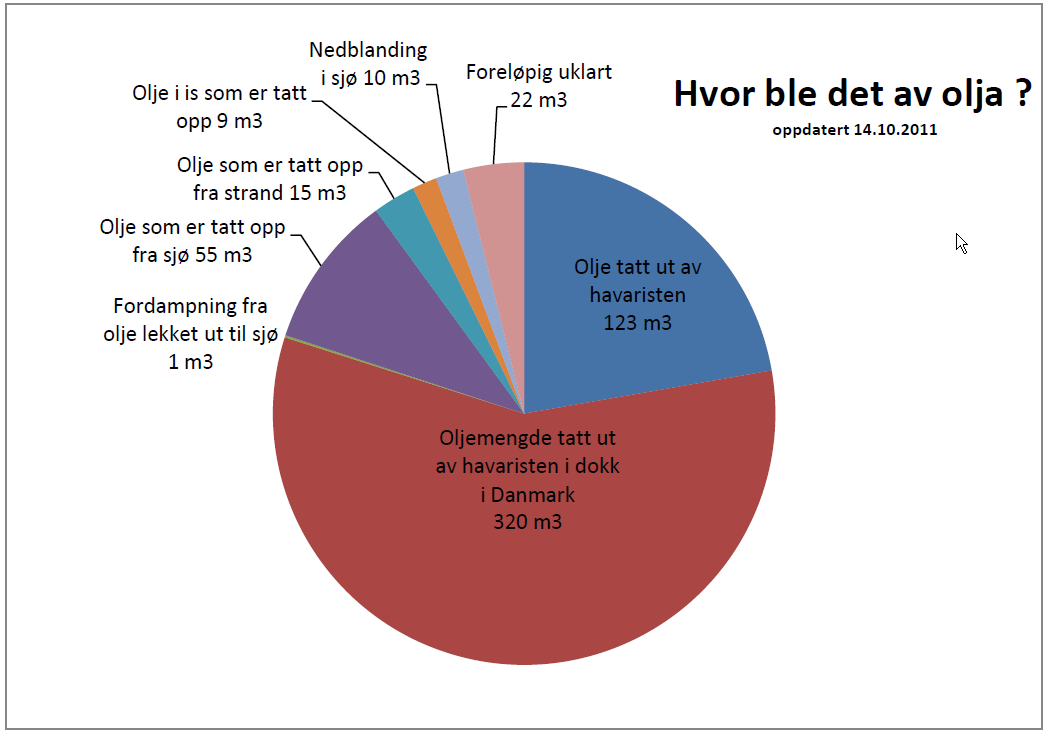 Hvor ble det av olja ?
oppdatert 14.10.2011
Nedblanding
i sjø 10 m3
Foreløpig uklart
22 m3
Olje i is som er tatt
opp 9 m3
Olje som er tatt opp
fra strand 15 m3
Olje som er tatt opp
fra sjø 55 m3
Fordampning fra
olje lekket ut til sjø
1 m3
Olje tatt ut av
havaristen
123 m3
Oljemengde tatt ut
av havaristen i dokk
i Danmark
320 m3